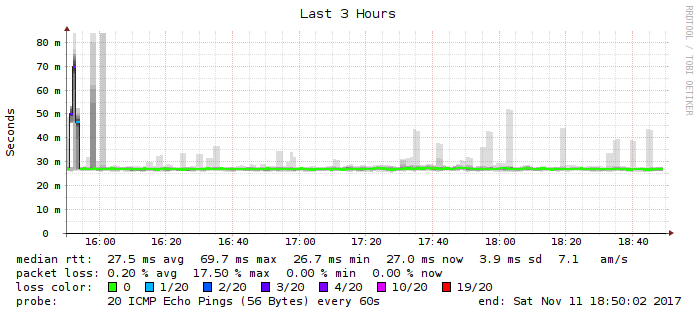 Last 3 Hours
RRDTOOL / TOBI OETIKER
Seconds
80 m
70 m
60 m
50 m
40 m
30 m
20 m
10 m
0
16:00 16:20 16:40 17:00 17:20 17:40 18:00 18:20 18:40
median rtt: 27.5 ms avg 69.7 ms max 26.7 ms min 27.0 ms now 3.9 ms sd 7.1 am/s
packet loss: 0.20 % avg 17.50 % max 0.00 % min 0.00 % now
loss color: 0 1/20 2/20 3/20 4/20 10/20 19/20
probe: 20 ICMP Echo Pings (56 Bytes) every 60s end: Sat Nov 11 18:50:02 2017